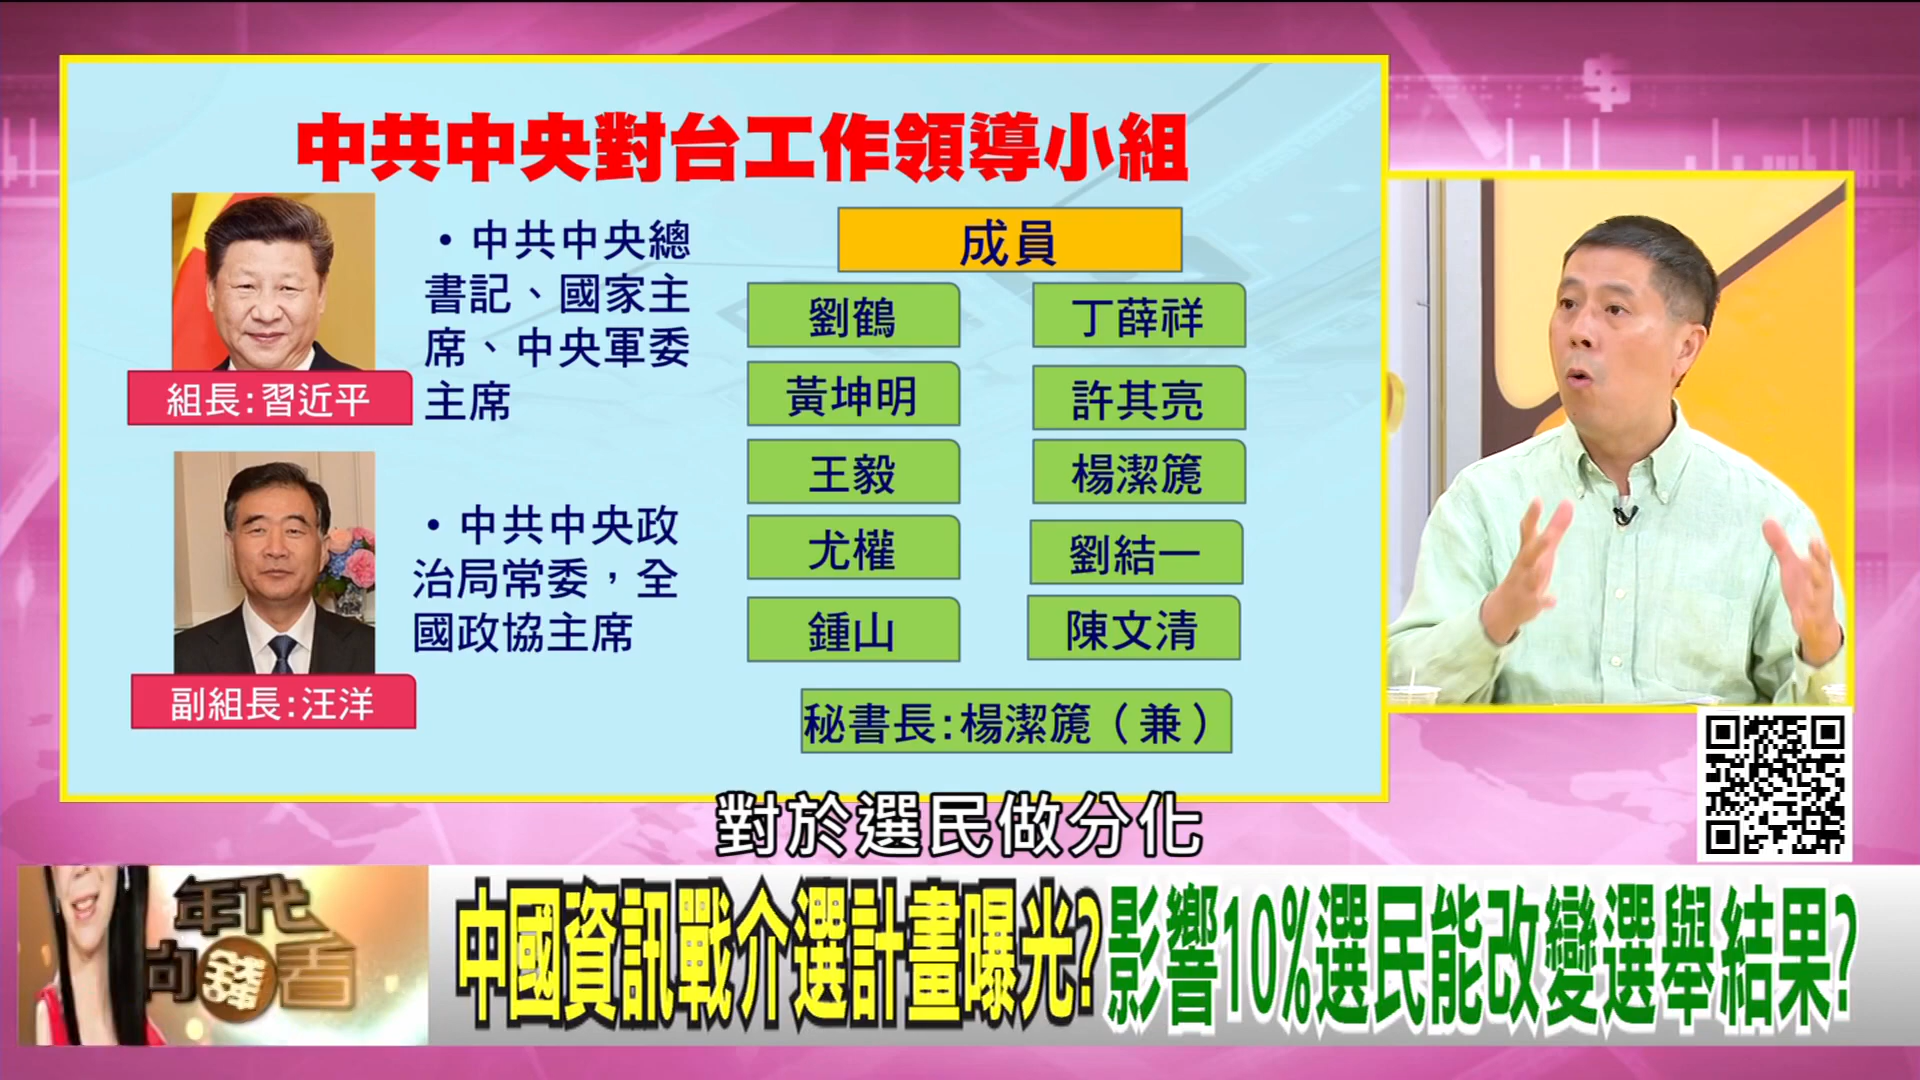 中共中央對台工作領導小組
• 中共中央總
書記、國家主
席、中央軍委
主席
組長:習近平
• 中共中央政
治局常委，全
國政協主席
副組長:汪洋
成員
劉鶴
丁薛祥
黃坤明
許其亮
王毅
楊潔篪
尤權
劉結一
鍾山
陳文清
秘書長:楊潔篪（兼）
對於選民做分化
年代
向錢看
中國資訊戰介選計畫曝光?影響10%選民能改變選舉結果?